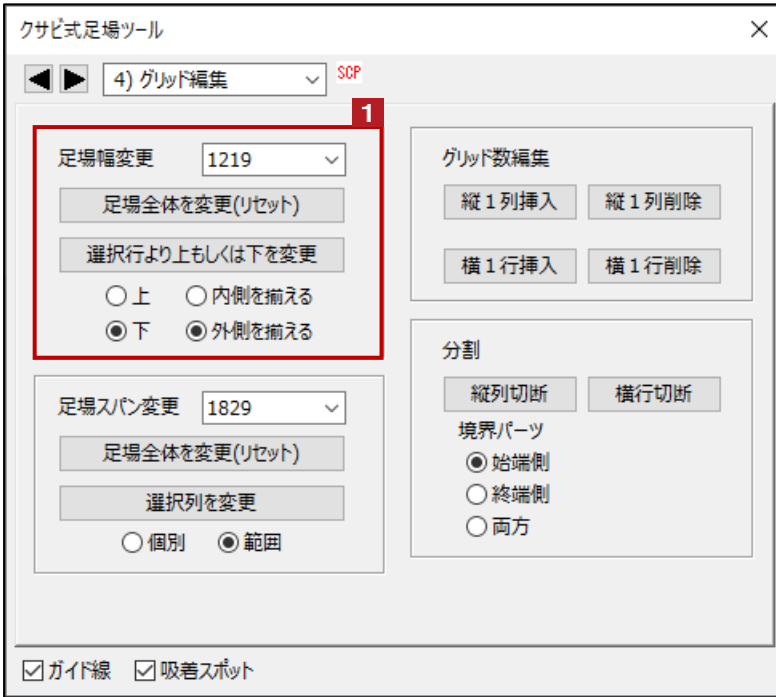 クサビ式足場ツール
4) グリッド編集
SCP
1
足場幅変更 1219
足場全体を変更(リセット)
選択行より上もしくは下を変更
上 内側を揃える
下 外側を揃える
足場スパン変更 1829
足場全体を変更(リセット)
選択列を変更
個別 範囲
グリッド数編集
縦1列挿入 縦1列削除
横1行挿入 横1行削除
分割
縦列切断 横行切断
境界パーツ
始端側
終端側
両方
ガイド線 吸着スポット